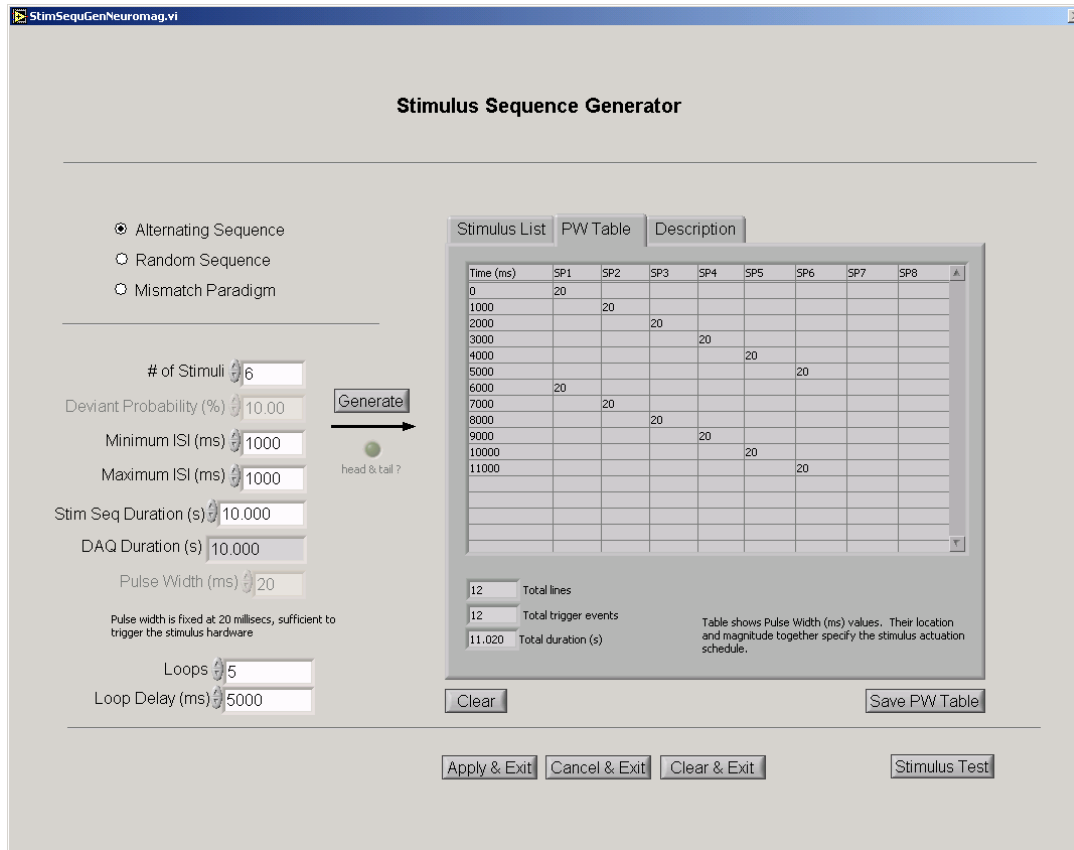 StimSequGenNeuromag.vi
Stimulus Sequence Generator
Alternating Sequence
Random Sequence
Mismatch Paradigm
# of Stimuli 6
Deviant Probability (%) 10.00
Minimum ISI (ms) 1000
Maximum ISI (ms) 1000
Stim Seq Duration (s) 10.000
DAQ Duration (s) 10.000
Pulse Width (ms) 20
Pulse width is fixed at 20 millisecs, sufficient to
trigger the stimulus hardware
Loops 5
Loop Delay (ms) 5000
Generate
head & tail ?
Stimulus List PW Table Description
Time (ms) SP1 SP2 SP3 SP4 SP5 SP6 SP7 SP8
0 20
1000 20
2000 20
3000 20
4000 20
5000 20
6000 20
7000 20
8000 20
9000 20
10000 20
11000 20
12 Total lines
12 Total trigger events
11.020 Total duration (s)
Table shows Pulse Width (ms) values. Their location
and magnitude together specify the stimulus actuation
schedule.
Clear Save PW Table
Apply & Exit Cancel & Exit Clear & Exit Stimulus Test